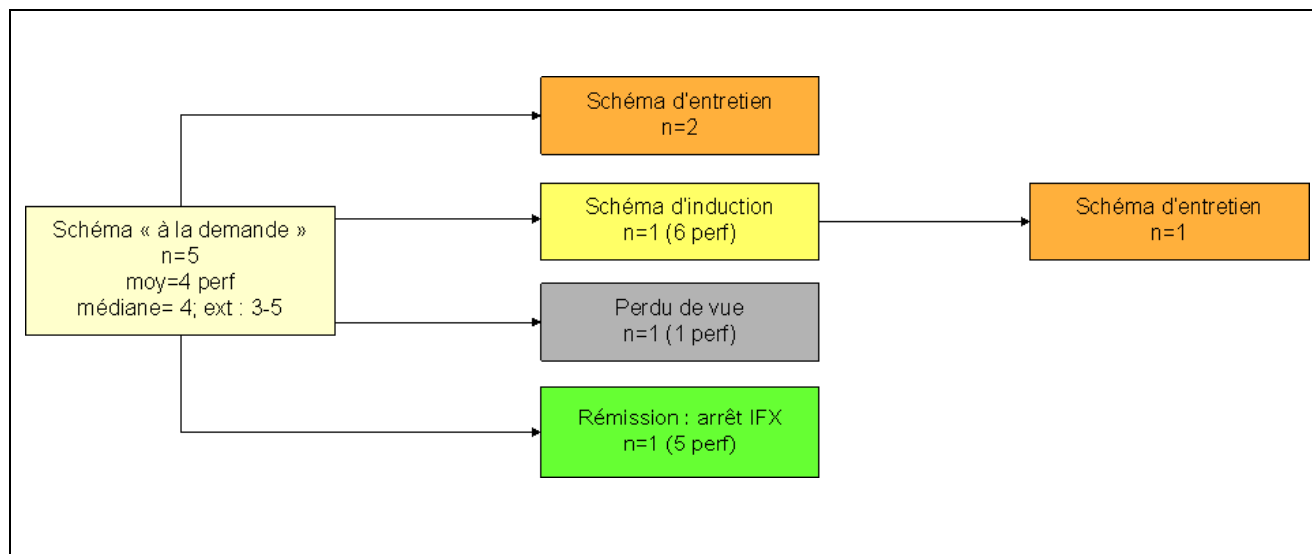 Schéma « à la demande »
n=5
moy=4 perf
médiane= 4; ext : 3-5
Schéma d'entretien
n=2
Schéma d'induction
n=1 (6 perf)
Schéma d'entretien
n=1
Perdu de vue
n=1 (1 perf)
Rémission : arrêt IFX
n=1 (5 perf)